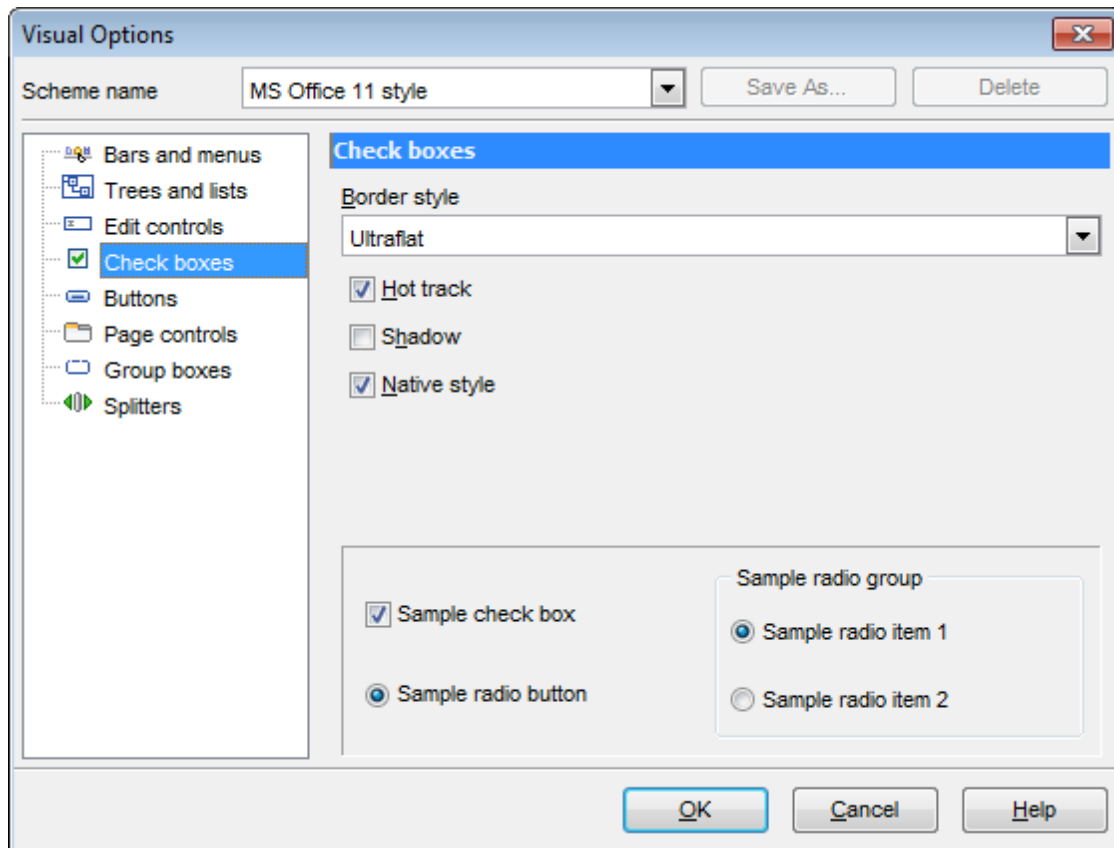 Visual Options
Scheme name MS Office 11 style Save As... Delete
Bars and menus
Trees and lists
Edit controls
Check boxes
Buttons
Page controls
Group boxes
Splitters
Check boxes
Border style
Ultraflat
Hot track
Shadow
Native style
Sample check box
Sample radio button
Sample radio group
Sample radio item 1
Sample radio item 2
OK Cancel Help